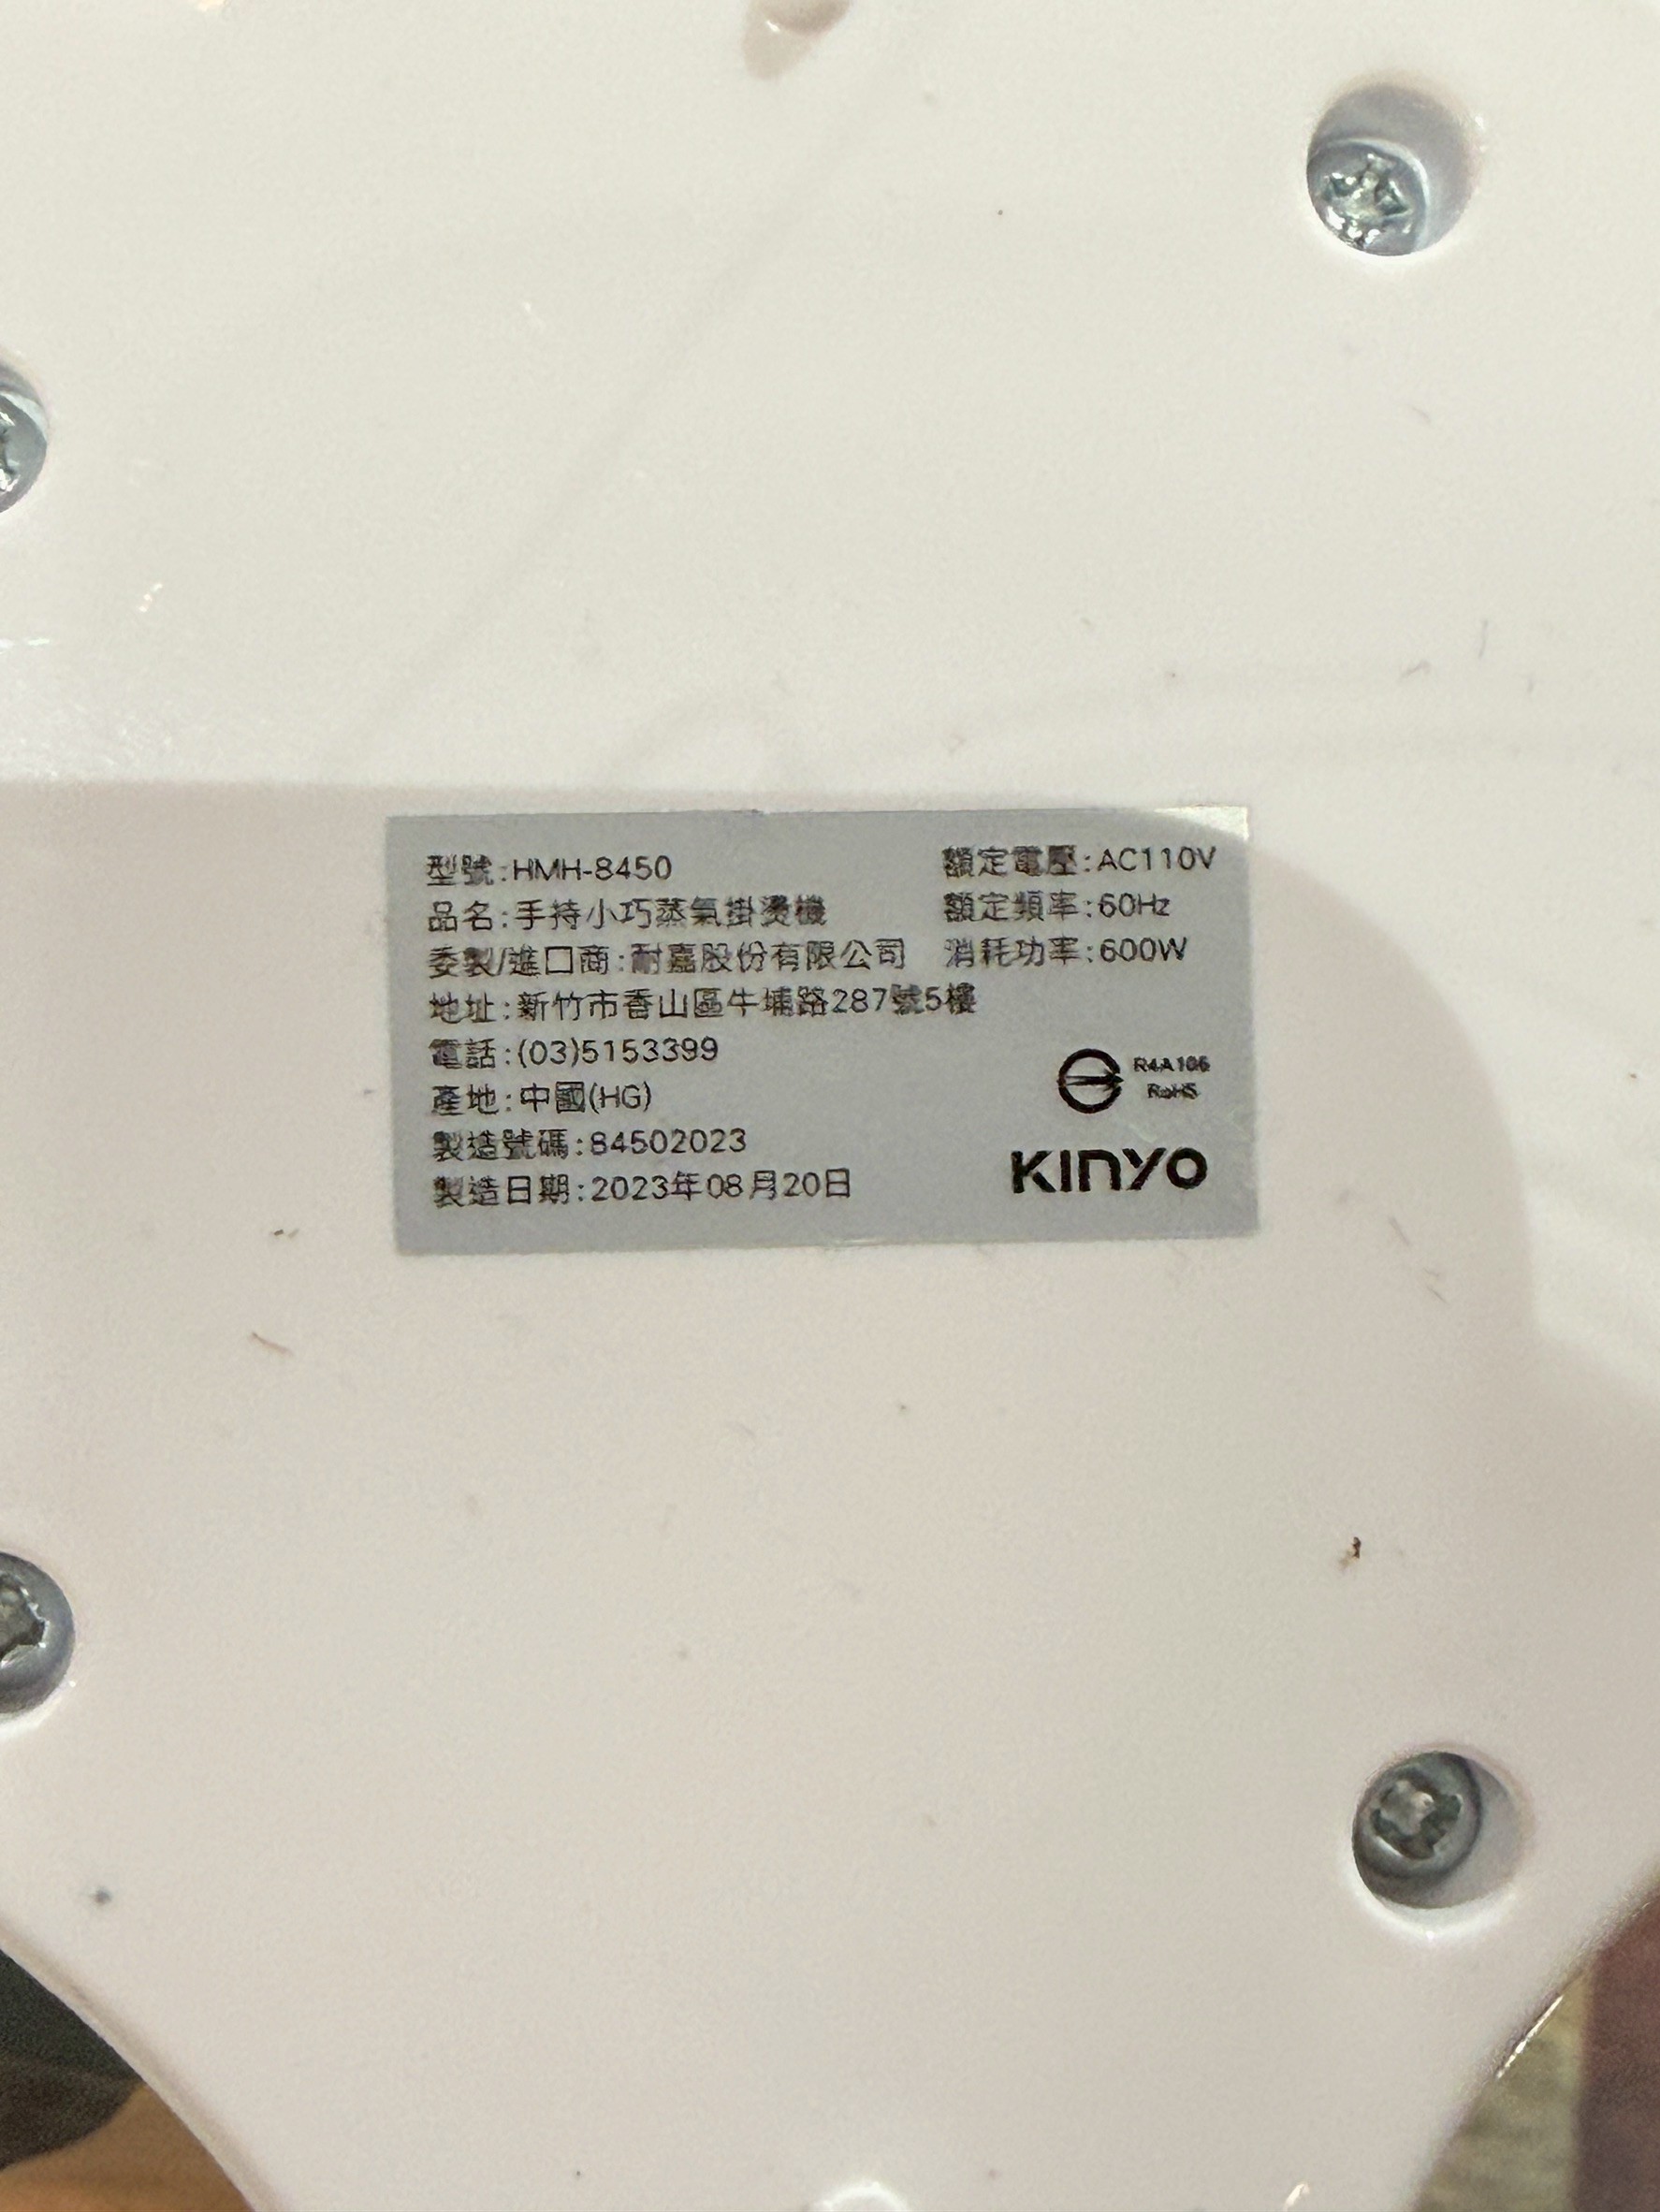 型號:HMH-8450
品名:手持小巧蒸氣掛燙機
委製/進口商:耐嘉股份有限公司
地址:新竹市香山區牛埔路287號5樓
電話:(03)5153399
產地:中國(HG)
製造號碼:84502023
製造日期:2023年08月20日
額定電壓:AC110V
額定頻率:60Hz
消耗功率:600W
R4A106
RoHS
KINYO